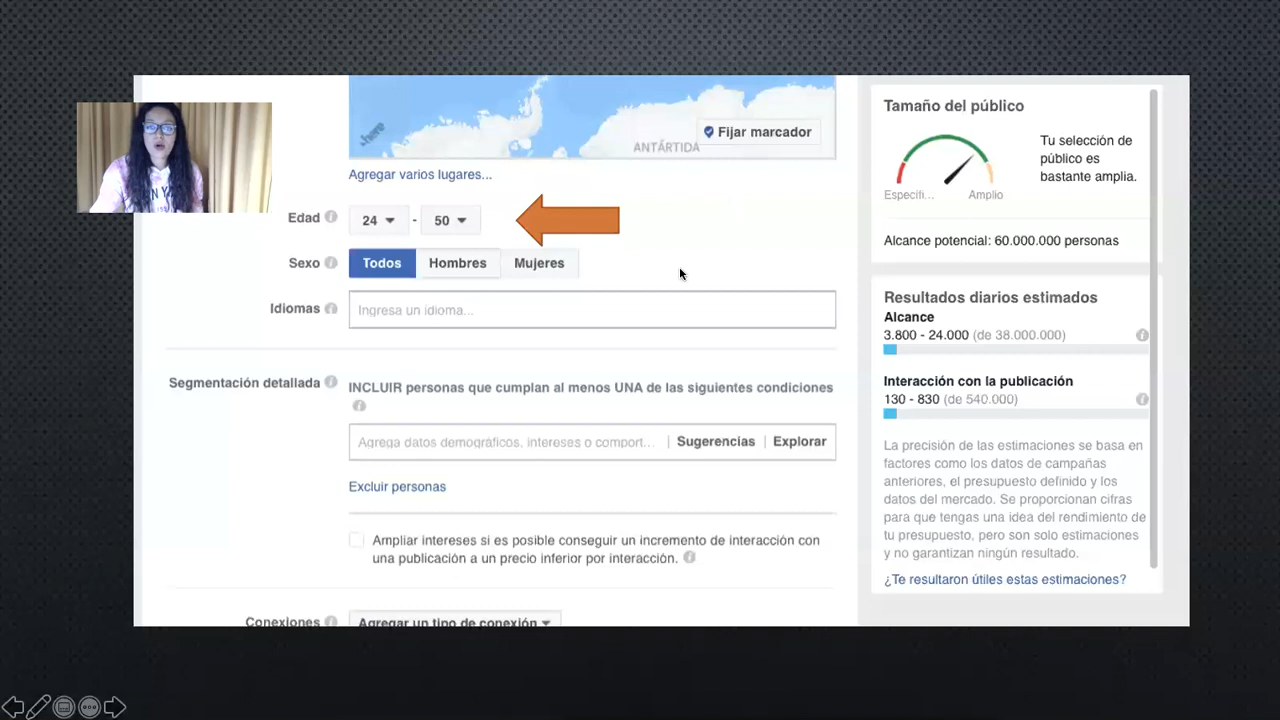 here
Fijar marcador
ANTÁRTIDA
Agregar varios lugares...
Edad 24 - 50
Sexo Todos Hombres Mujeres
Idiomas Ingresa un idioma...
Segmentación detallada
INCLUIR personas que cumplan al menos UNA de las siguientes condiciones
Agrega datos demográficos, intereses o comport... | Sugerencias | Explorar
Excluir personas
Ampliar intereses si es posible conseguir un incremento de interacción con
una publicación a un precio inferior por interacción.
Conexiones Agregar un tipo de conexión
Tamaño del público
Tu selección de
público es
bastante amplia.
Específi... Amplio
Alcance potencial: 60.000.000 personas
Resultados diarios estimados
Alcance
3.800 - 24.000 (de 38.000.000)
Interacción con la publicación
130 - 830 (de 540.000)
La precisión de las estimaciones se basa en
factores como los datos de campañas
anteriores, el presupuesto definido y los
datos del mercado. Se proporcionan cifras
para que tengas una idea del rendimiento de
tu presupuesto, pero son solo estimaciones
y no garantizan ningún resultado.
¿Te resultaron útiles estas estimaciones?